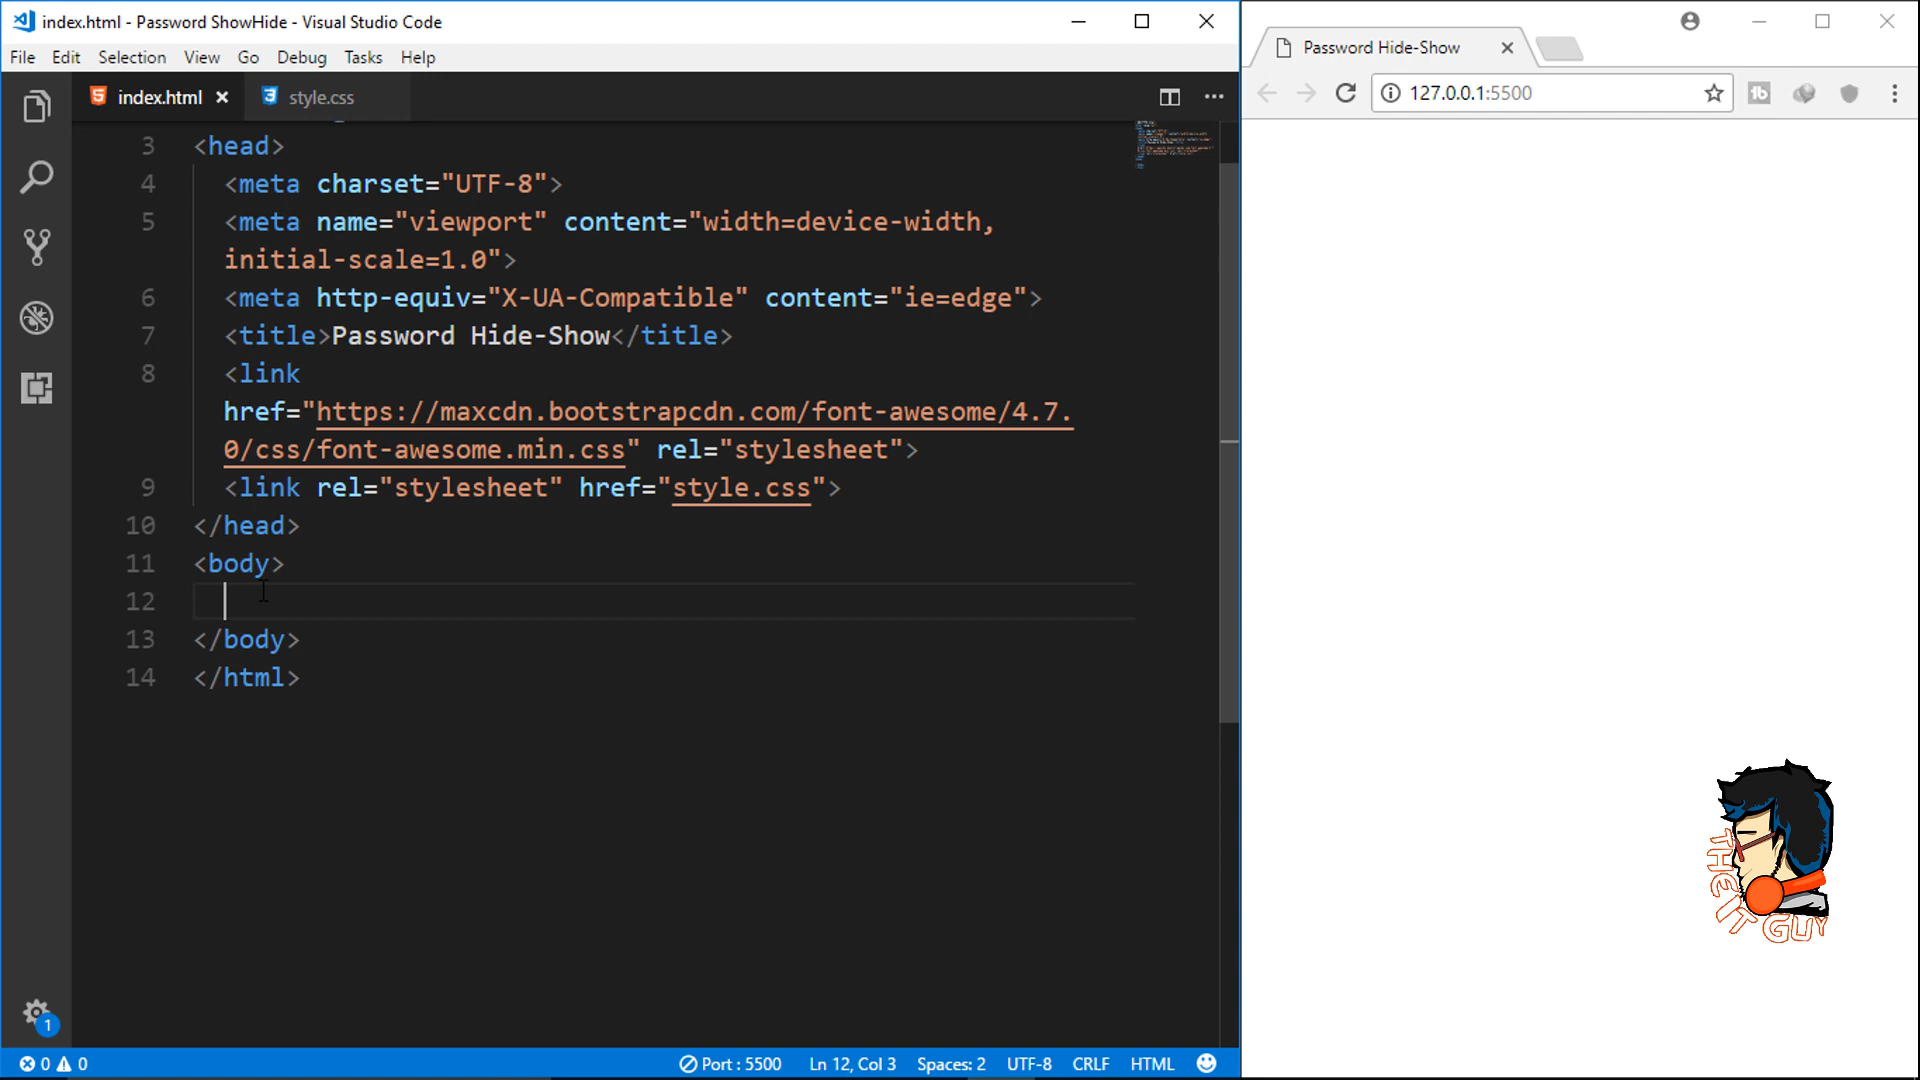 index.html - Password ShowHide - Visual Studio Code
File Edit Selection View Go Debug Tasks Help
index.html style.css
3 <head>
4 <meta charset="UTF-8">
5 <meta name="viewport" content="width=device-width,
initial-scale=1.0">
6 <meta http-equiv="X-UA-Compatible" content="ie=edge">
7 <title>Password Hide-Show</title>
8 <link
href="https://maxcdn.bootstrapcdn.com/font-awesome/4.7.
0/css/font-awesome.min.css" rel="stylesheet">
9 <link rel="stylesheet" href="style.css">
10 </head>
11 <body>
12
13 </body>
14 </html>
1
0 0 Port : 5500 Ln 12, Col 3 Spaces: 2 UTF-8 CRLF HTML
Password Hide-Show
127.0.0.1:5500
THE IT GUY